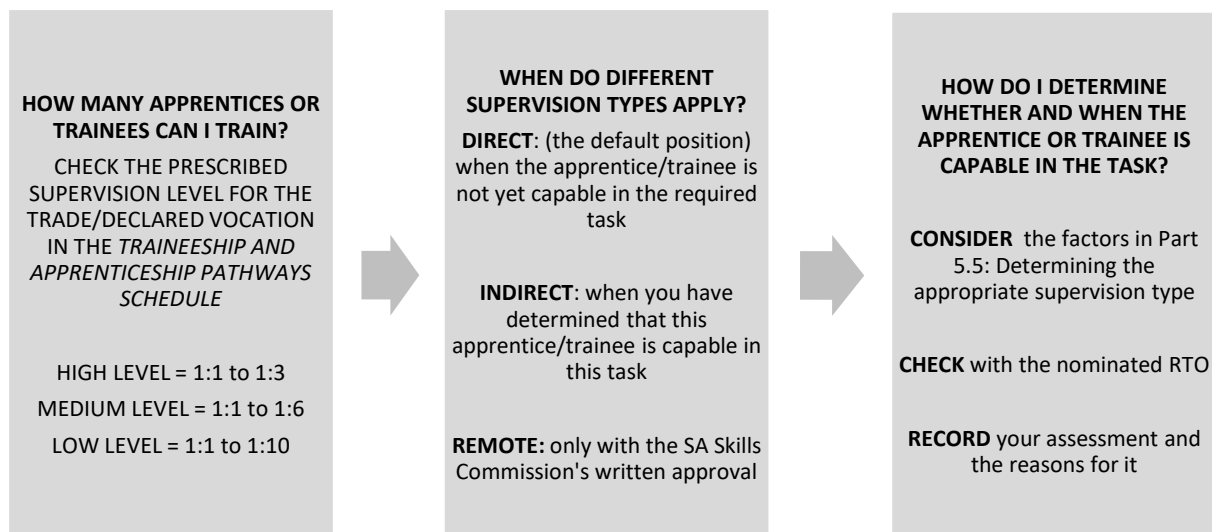 HOW MANY APPRENTICES OR
TRAINEES CAN I TRAIN?
CHECK THE PRESCRIBED
SUPERVISION LEVEL FOR THE
TRADE/DECLARED VOCATION
IN THE TRAINEESHIP AND
APPRENTICESHIP PATHWAYS
SCHEDULE
HIGH LEVEL = 1:1 to 1:3
MEDIUM LEVEL = 1:1 to 1:6
LOW LEVEL = 1:1 to 1:10
WHEN DO DIFFERENT
SUPERVISION TYPES APPLY?
DIRECT: (the default position)
when the apprentice/trainee is
not yet capable in the required
task
INDIRECT: when you have
determined that this
apprentice/trainee is capable in
this task
REMOTE: only with the SA Skills
Commission's written approval
HOW DO I DETERMINE
WHETHER AND WHEN THE
APPRENTICE OR TRAINEE IS
CAPABLE IN THE TASK?
CONSIDER the factors in Part
5.5: Determining the
appropriate supervision type
CHECK with the nominated RTO
RECORD your assessment and
the reasons for it